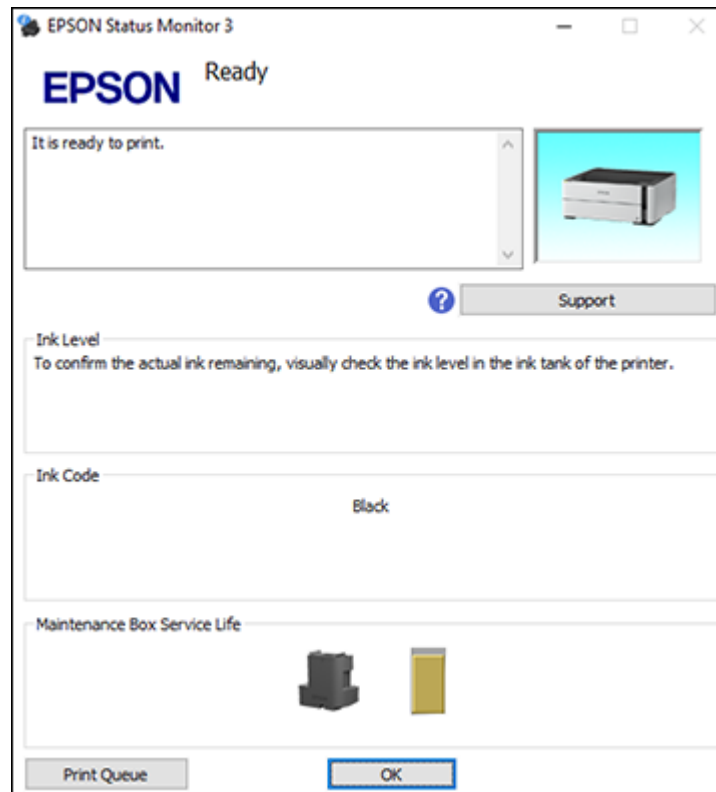 EPSON Status Monitor 3
EPSON
Ready
It is ready to print.
Support
Ink Level
To confirm the actual ink remaining, visually check the ink level in the ink tank of the printer.
Ink Code
Black
Maintenance Box Service Life
Print Queue
OK